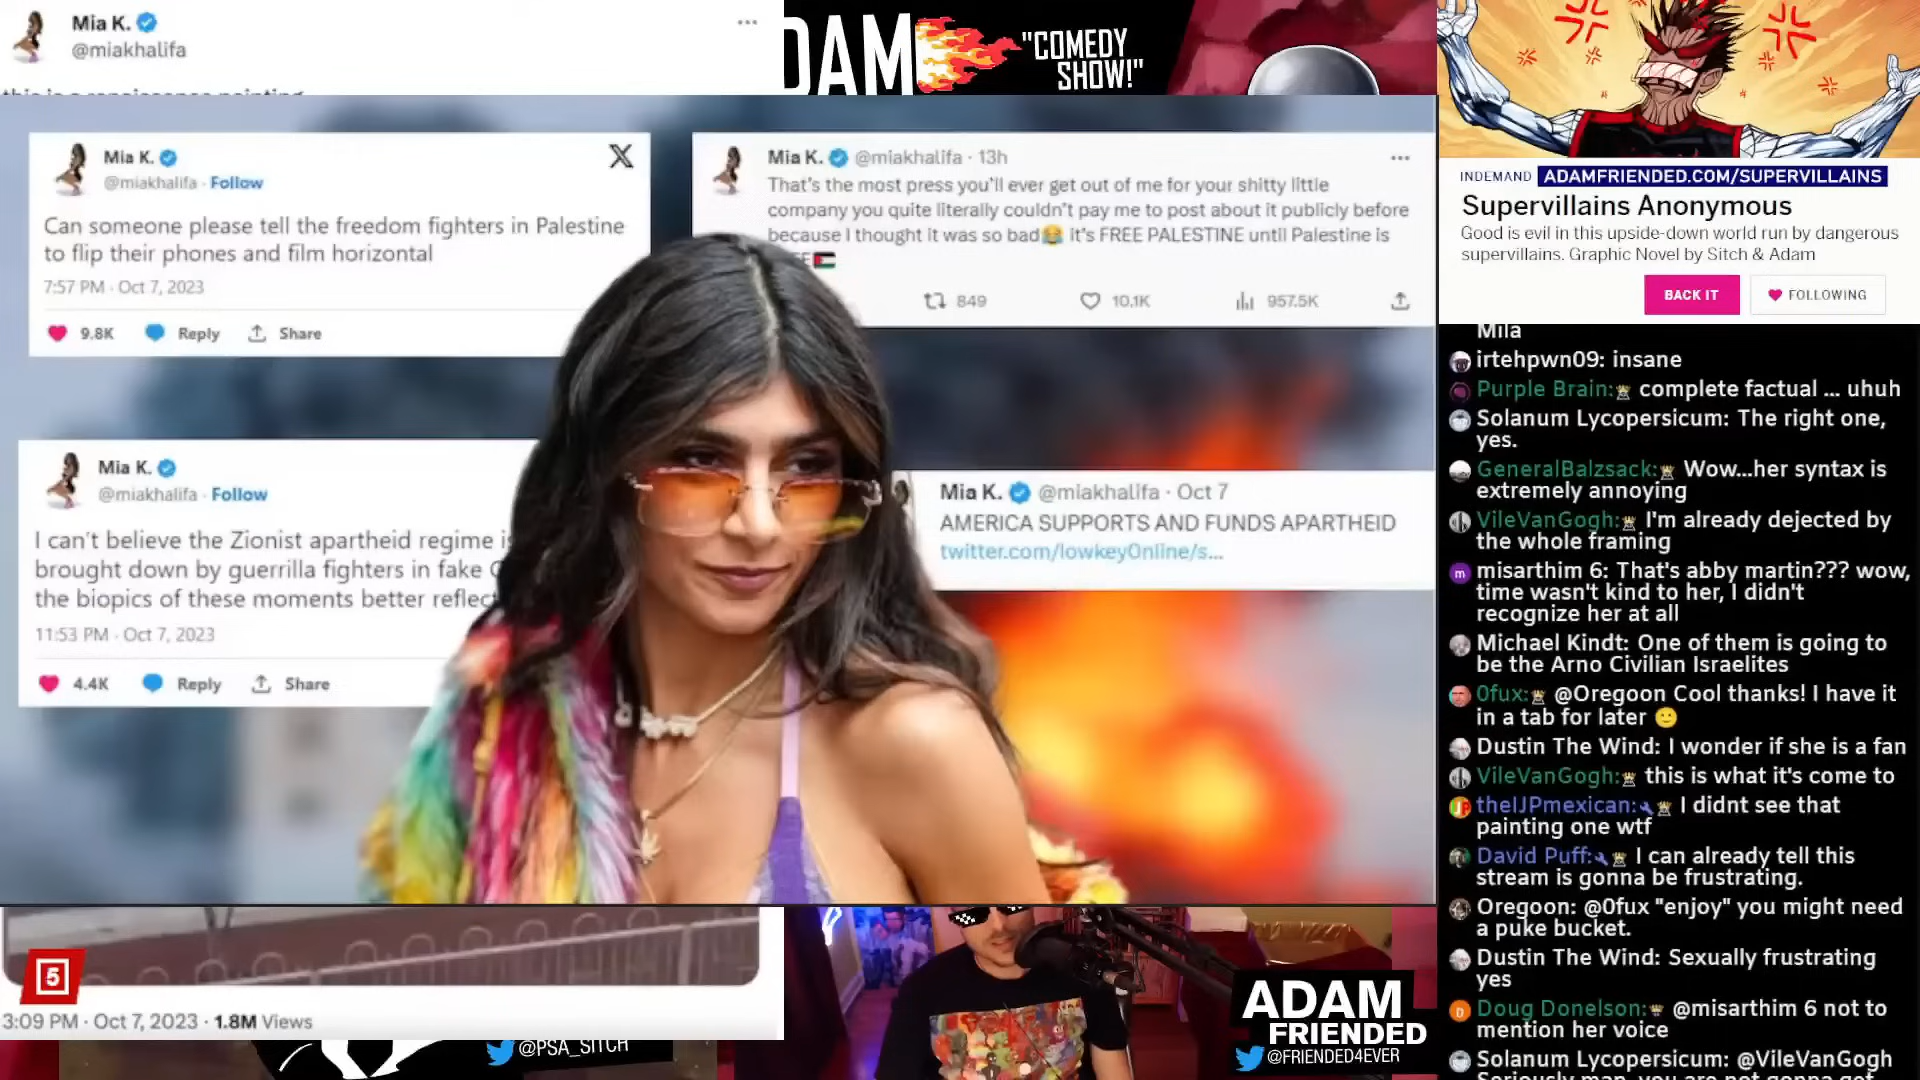 Mia K.
@miakhalifa
this is a renaissance painting
DAM
"COMEDY
SHOW!"
Mia K.
@miakhalifa · Follow
X
Can someone please tell the freedom fighters in Palestine
to flip their phones and film horizontal
7:57 PM · Oct 7, 2023
9.8K Reply Share
Mia K. @miakhalifa · 13h
That's the most press you'll ever get out of me for your shitty little
company you quite literally couldn't pay me to post about it publicly before
because I thought it was so bad😂 it's FREE PALESTINE until Palestine is
849 10.1K 957.5K
Mia K.
@miakhalifa · Follow
I can't believe the Zionist apartheid regime
brought down by guerrilla fighters in fake
the biopics of these moments better
11:53 PM · Oct 7, 2023
4.4K Reply Share
Mia K. @miakhalifa · Oct 7
AMERICA SUPPORTS AND FUNDS APARTHEID
twitter.com/lowkey0nline/s...
5
3:09 PM · Oct 7, 2023 · 1.8M Views
@PSA_SITCH
ADAM
FRIENDED
@FRIENDED4EVER
INDEMAND ADAMFRIENDED.COM/SUPERVILLAINS
Supervillains Anonymous
Good is evil in this upside-down world run by dangerous
supervillains. Graphic Novel by Sitch & Adam
BACK IT FOLLOWING
Mila
irtehpwn09: insane
Purple Brain: complete factual ... uhuh
Solanum Lycopersicum: The right one,
yes.
GeneralBalzsack: Wow...her syntax is
extremely annoying
VileVanGogh: I'm already dejected by
the whole framing
m misarthim 6: That's abby martin??? wow,
time wasn't kind to her, I didn't
recognize her at all
Michael Kindt: One of them is going to
be the Arno Civilian Israelites
0fux: @Oregoon Cool thanks! I have it
in a tab for later 🙂
Dustin The Wind: I wonder if she is a fan
VileVanGogh: this is what it's come to
theIJPmexican: I didnt see that
painting one wtf
David Puff: I can already tell this
stream is gonna be frustrating.
Oregoon: @0fux "enjoy" you might need
a puke bucket.
Dustin The Wind: Sexually frustrating
yes
D Doug Donelson: @misarthim 6 not to
mention her voice
Solanum Lycopersicum: @VileVanGogh